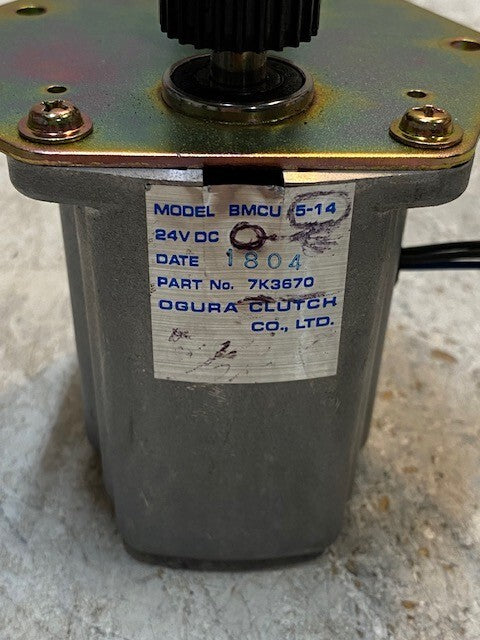 MODEL BMCU 5-14
24V DC
DATE 1804
PART No. 7K3670
OGURA CLUTCH
CO., LTD.